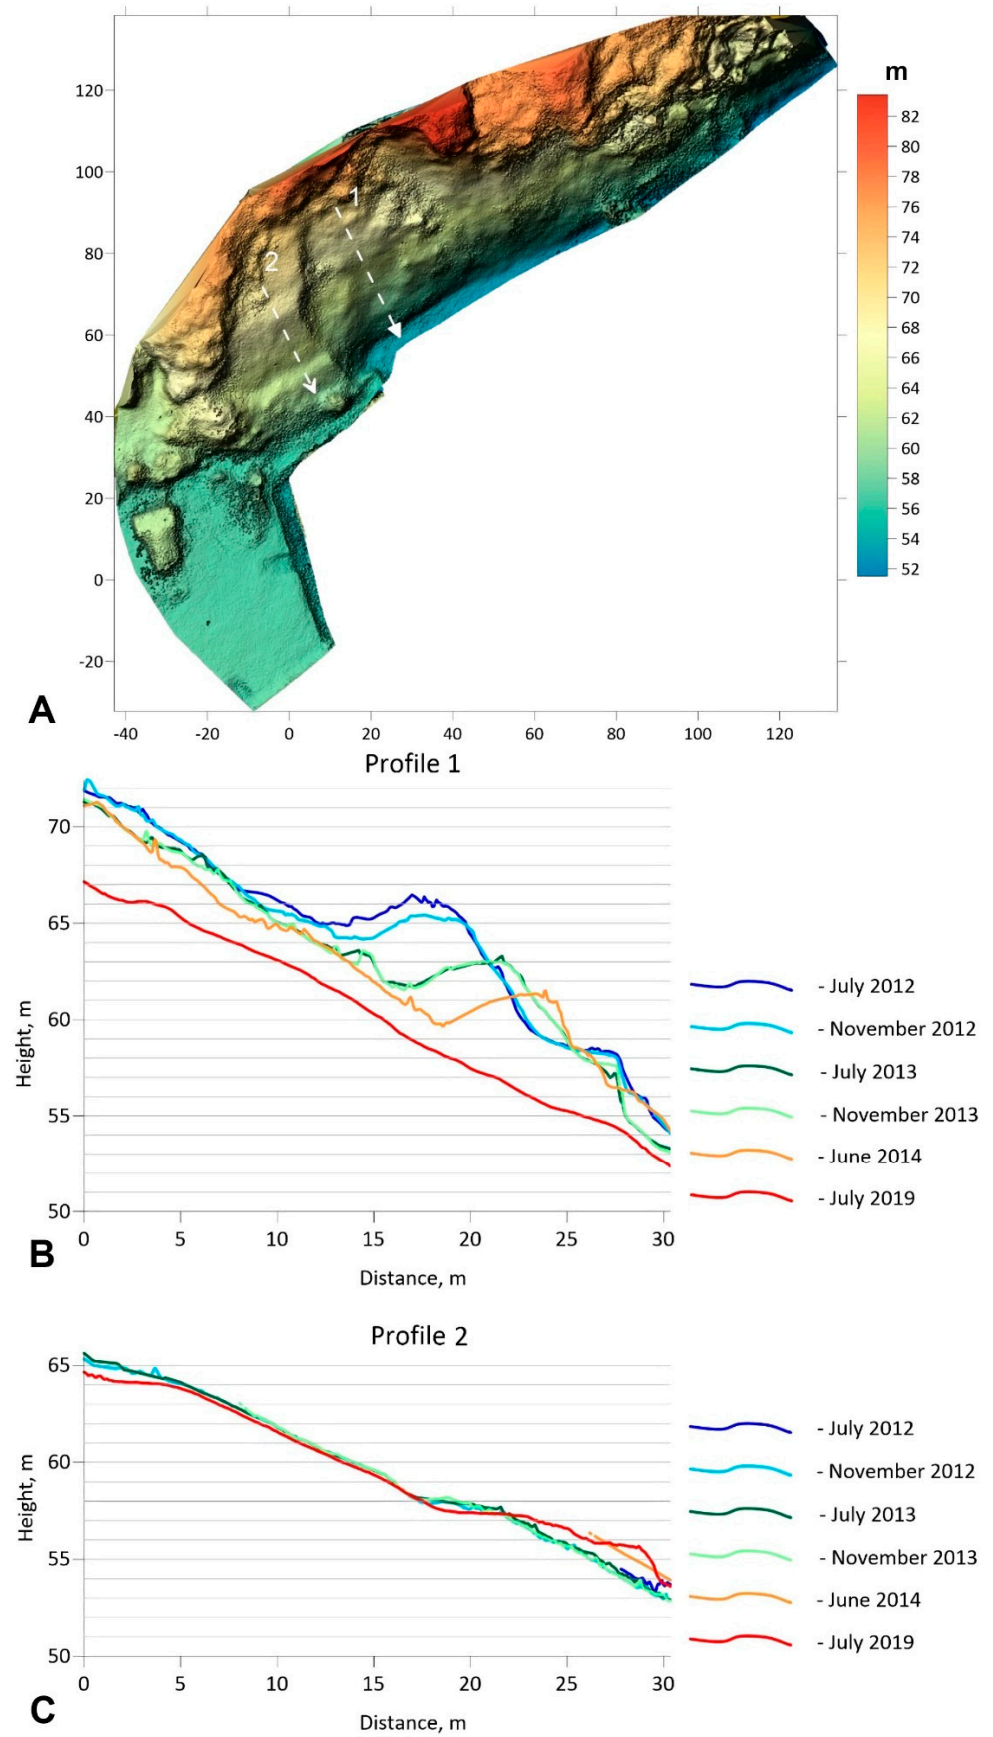 m
120
100
80
60
40
20
0
-20
1
2
82
80
78
76
74
72
70
68
66
64
62
60
58
56
54
52
A
-40 -20 0 20 40 60 80 100 120
Profile 1
70
65
60
55
50
Height, m
0 5 10 15 20 25 30
Distance, m
- July 2012
- November 2012
- July 2013
- November 2013
- June 2014
- July 2019
B
Profile 2
65
60
55
50
Height, m
0 5 10 15 20 25 30
Distance, m
- July 2012
- November 2012
- July 2013
- November 2013
- June 2014
- July 2019
C